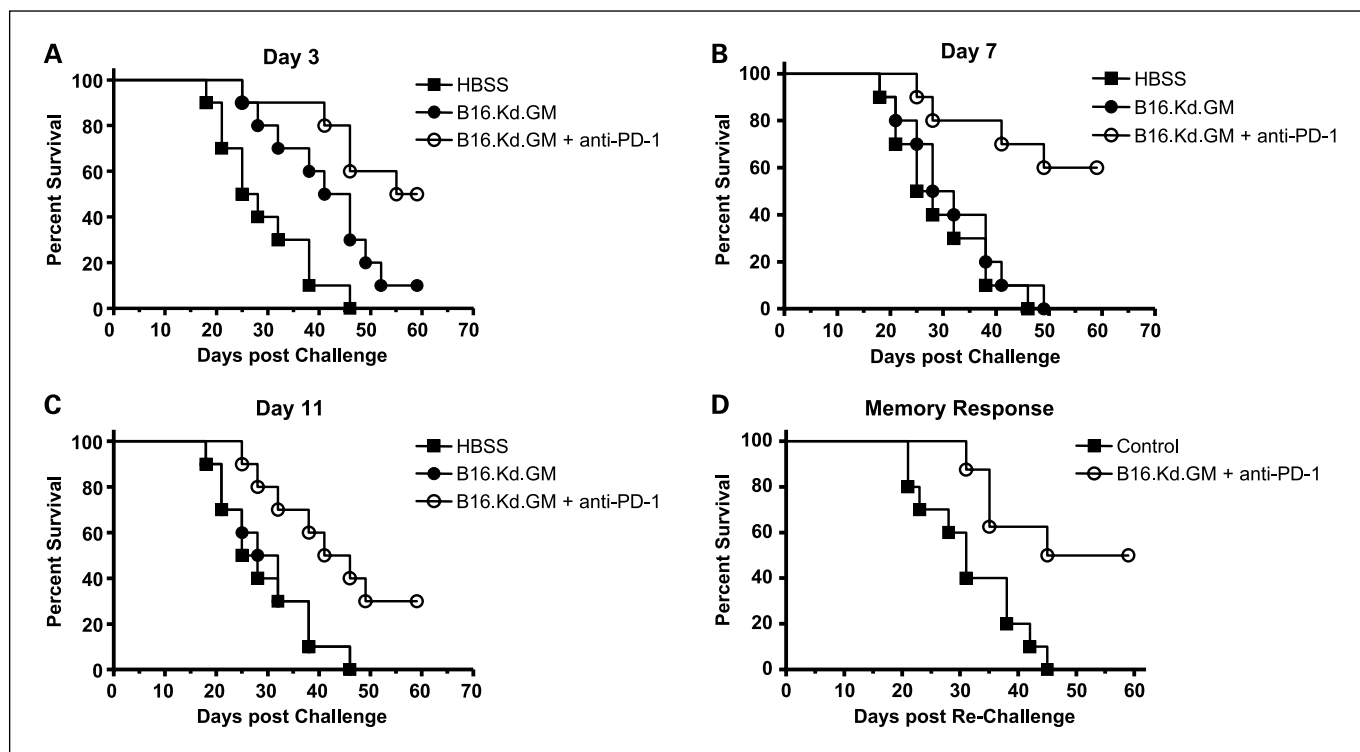 A
Day 3
HBSS
B16.Kd.GM
B16.Kd.GM + anti-PD-1
Percent Survival
100
80
60
40
20
0
0 10 20 30 40 50 60 70
Days post Challenge
B
Day 7
HBSS
B16.Kd.GM
B16.Kd.GM + anti-PD-1
Percent Survival
100
80
60
40
20
0
0 10 20 30 40 50 60 70
Days post Challenge
C
Day 11
HBSS
B16.Kd.GM
B16.Kd.GM + anti-PD-1
Percent Survival
100
80
60
40
20
0
0 10 20 30 40 50 60 70
Days post Challenge
D
Memory Response
Control
B16.Kd.GM + anti-PD-1
Percent Survival
100
80
60
40
20
0
0 10 20 30 40 50 60
Days post Re-Challenge